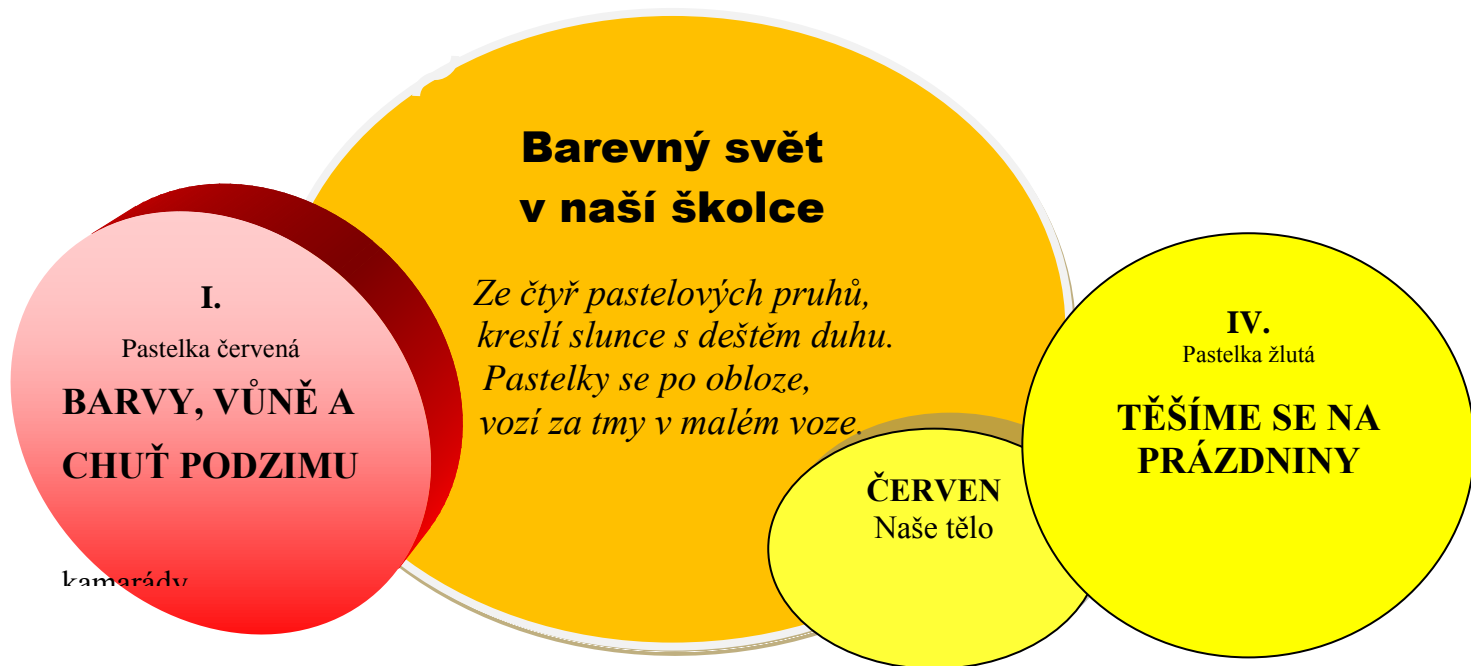 Barevný svět
v naší školce
Ze čtyř pastelových pruhů,
kreslí slunce s deštěm duhu.
Pastelky se po obloze,
vozí za tmy v malém voze.
I.
Pastelka červená
BARVY, VŮNĚ A
CHUŤ PODZIMU
kamarády
ČERVEN
Naše tělo
IV.
Pastelka žlutá
TĚŠÍME SE NA
PRÁZDNINY